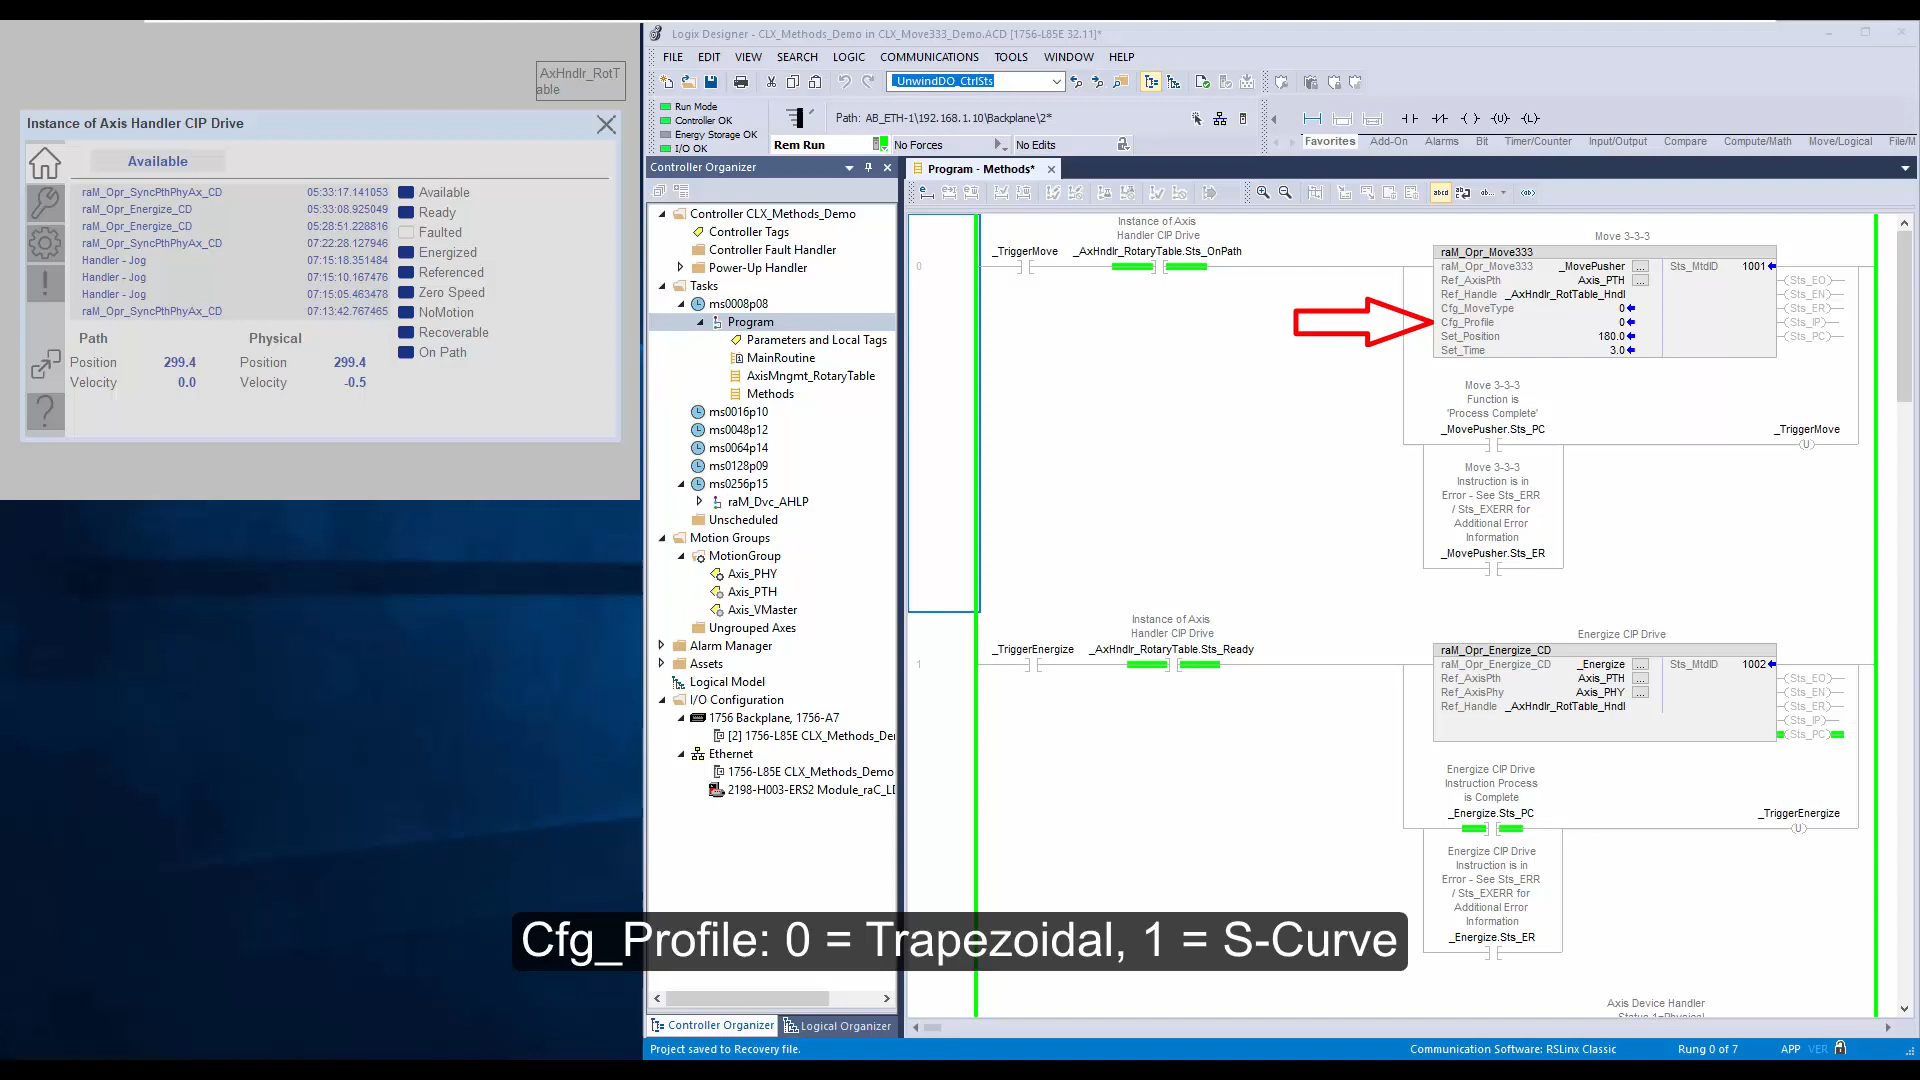 AxHndlr_RotT
able
Instance of Axis Handler CIP Drive
Available
raM_Opr_SyncPthPhyAx_CD 05:33:17.141053
raM_Opr_Energize_CD 05:33:08.925049
raM_Opr_Energize_CD 05:28:51.228816
raM_Opr_SyncPthPhyAx_CD 07:22:28.127946
Handler - Jog 07:15:18.351484
Handler - Jog 07:15:10.167476
Handler - Jog 07:15:05.463478
raM_Opr_SyncPthPhyAx_CD 07:13:42.767465
Available
Ready
Faulted
Energized
Referenced
Zero Speed
NoMotion
Recoverable
On Path
Path Physical
Position 299.4 Position 299.4
Velocity 0.0 Velocity -0.5
Logix Designer - CLX_Methods_Demo in CLX_Move333_Demo.ACD [1756-L85E 32.11]*
FILE EDIT VIEW SEARCH LOGIC COMMUNICATIONS TOOLS WINDOW HELP
_UnwindDO_CtrlSts
Run Mode
Controller OK
Energy Storage OK
I/O OK
Path: AB_ETH-1\192.168.1.10\Backplane\2*
Rem Run No Forces No Edits
Favorites Add-On Alarms Bit Timer/Counter Input/Output Compare Compute/Math Move/Logical File/M
Controller Organizer
Controller CLX_Methods_Demo
Controller Tags
Controller Fault Handler
Power-Up Handler
Tasks
ms0008p08
Program
Parameters and Local Tags
MainRoutine
AxisMngmt_RotaryTable
Methods
ms0016p10
ms0048p12
ms0064p14
ms0128p09
ms0256p15
raM_Dvc_AHLP
Unscheduled
Motion Groups
MotionGroup
Axis_PHY
Axis_PTH
Axis_VMaster
Ungrouped Axes
Alarm Manager
Assets
Logical Model
I/O Configuration
1756 Backplane, 1756-A7
[2] 1756-L85E CLX_Methods_De
Ethernet
1756-L85E CLX_Methods_Demo
2198-H003-ERS2 Module_raC_L
Controller Organizer Logical Organizer
Program - Methods*
0
_TriggerMove
Instance of Axis
Handler CIP Drive
_AxHndlr_RotaryTable.Sts_OnPath
Move 3-3-3
raM_Opr_Move333
raM_Opr_Move333 _MovePusher ...
Ref_AxisPth Axis_PTH ...
Ref_Handle _AxHndlr_RotTable_Hndl
Cfg_MoveType 0
Cfg_Profile 0
Set_Position 180.0
Set_Time 3.0
Sts_MtdID 1001
(Sts_EO)
(Sts_EN)
(Sts_ER)
(Sts_IP)
(Sts_PC)
Move 3-3-3
Function is
'Process Complete'
_MovePusher.Sts_PC
_TriggerMove
U
Move 3-3-3
Instruction is in
Error - See Sts_ERR
/ Sts_EXERR for
Additional Error
Information
_MovePusher.Sts_ER
1
_TriggerEnergize
Instance of Axis
Handler CIP Drive
_AxHndlr_RotaryTable.Sts_Ready
Energize CIP Drive
raM_Opr_Energize_CD
raM_Opr_Energize_CD _Energize ...
Ref_AxisPth Axis_PTH ...
Ref_AxisPhy Axis_PHY ...
Ref_Handle _AxHndlr_RotTable_Hndl
Sts_MtdID 1002
(Sts_EO)
(Sts_EN)
(Sts_ER)
(Sts_IP)
(Sts_PC)
Energize CIP Drive
Instruction Process
is Complete
_Energize.Sts_PC
_TriggerEnergize
U
Energize CIP Drive
Instruction is in
Error - See Sts_ERR
/ Sts_EXERR for
Additional Error
Information
_Energize.Sts_ER
Axis Device Handler
Cfg_Profile: 0 = Trapezoidal, 1 = S-Curve
Project saved to Recovery file.
Communication Software: RSLinx Classic Rung 0 of 7 APP VER